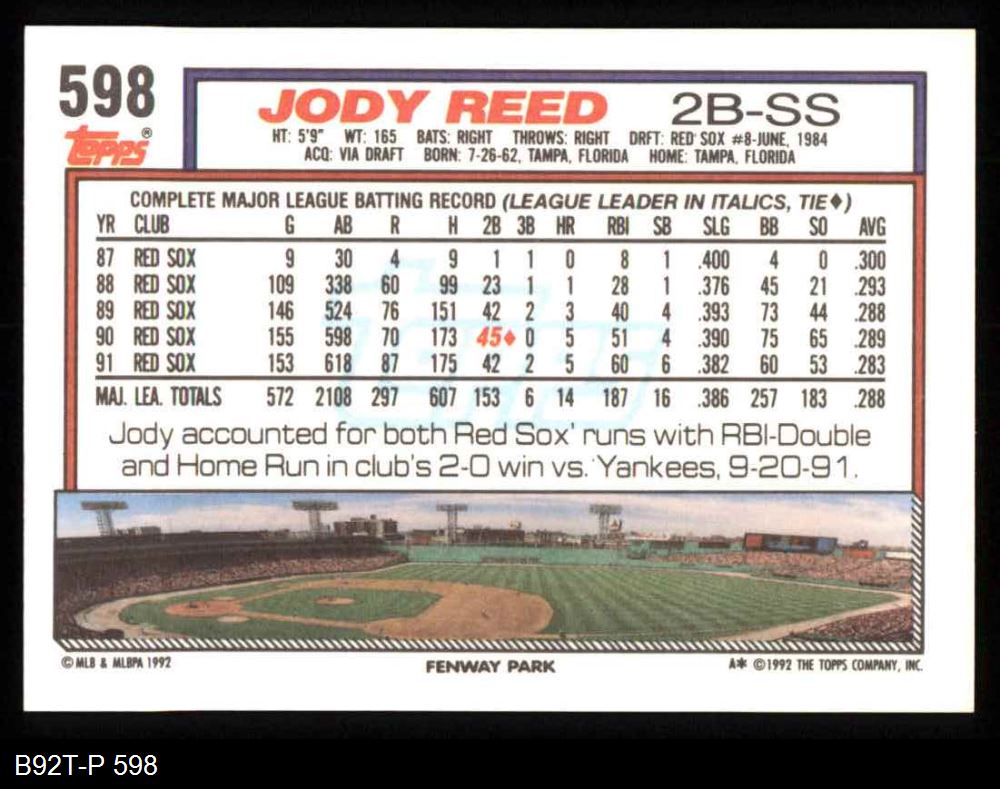 598
Topps®
JODY REED 2B-SS
HT: 5'9" WT: 165 BATS: RIGHT THROWS: RIGHT DRFT: RED SOX #8-JUNE, 1984
ACQ: VIA DRAFT BORN: 7-26-62, TAMPA, FLORIDA HOME: TAMPA, FLORIDA
COMPLETE MAJOR LEAGUE BATTING RECORD (LEAGUE LEADER IN ITALICS, TIE♦)
YR CLUB G AB R H 2B 3B HR RBI SB SLG BB SO AVG
87 RED SOX 9 30 4 9 1 1 0 8 1 .400 4 0 .300
88 RED SOX 109 338 60 99 23 1 1 28 1 .376 45 21 .293
89 RED SOX 146 524 76 151 42 2 3 40 4 .393 73 44 .288
90 RED SOX 155 598 70 173 45♦ 0 5 51 4 .390 75 65 .289
91 RED SOX 153 618 87 175 42 2 5 60 6 .382 60 53 .283
MAJ. LEA. TOTALS 572 2108 297 607 153 6 14 187 16 .386 257 183 .288
Topps
Jody accounted for both Red Sox' runs with RBI-Double
and Home Run in club's 2-0 win vs. Yankees, 9-20-91.
© MLB & MLBPA 1992 FENWAY PARK A* ©1992 THE TOPPS COMPANY, INC.
B92T-P 598